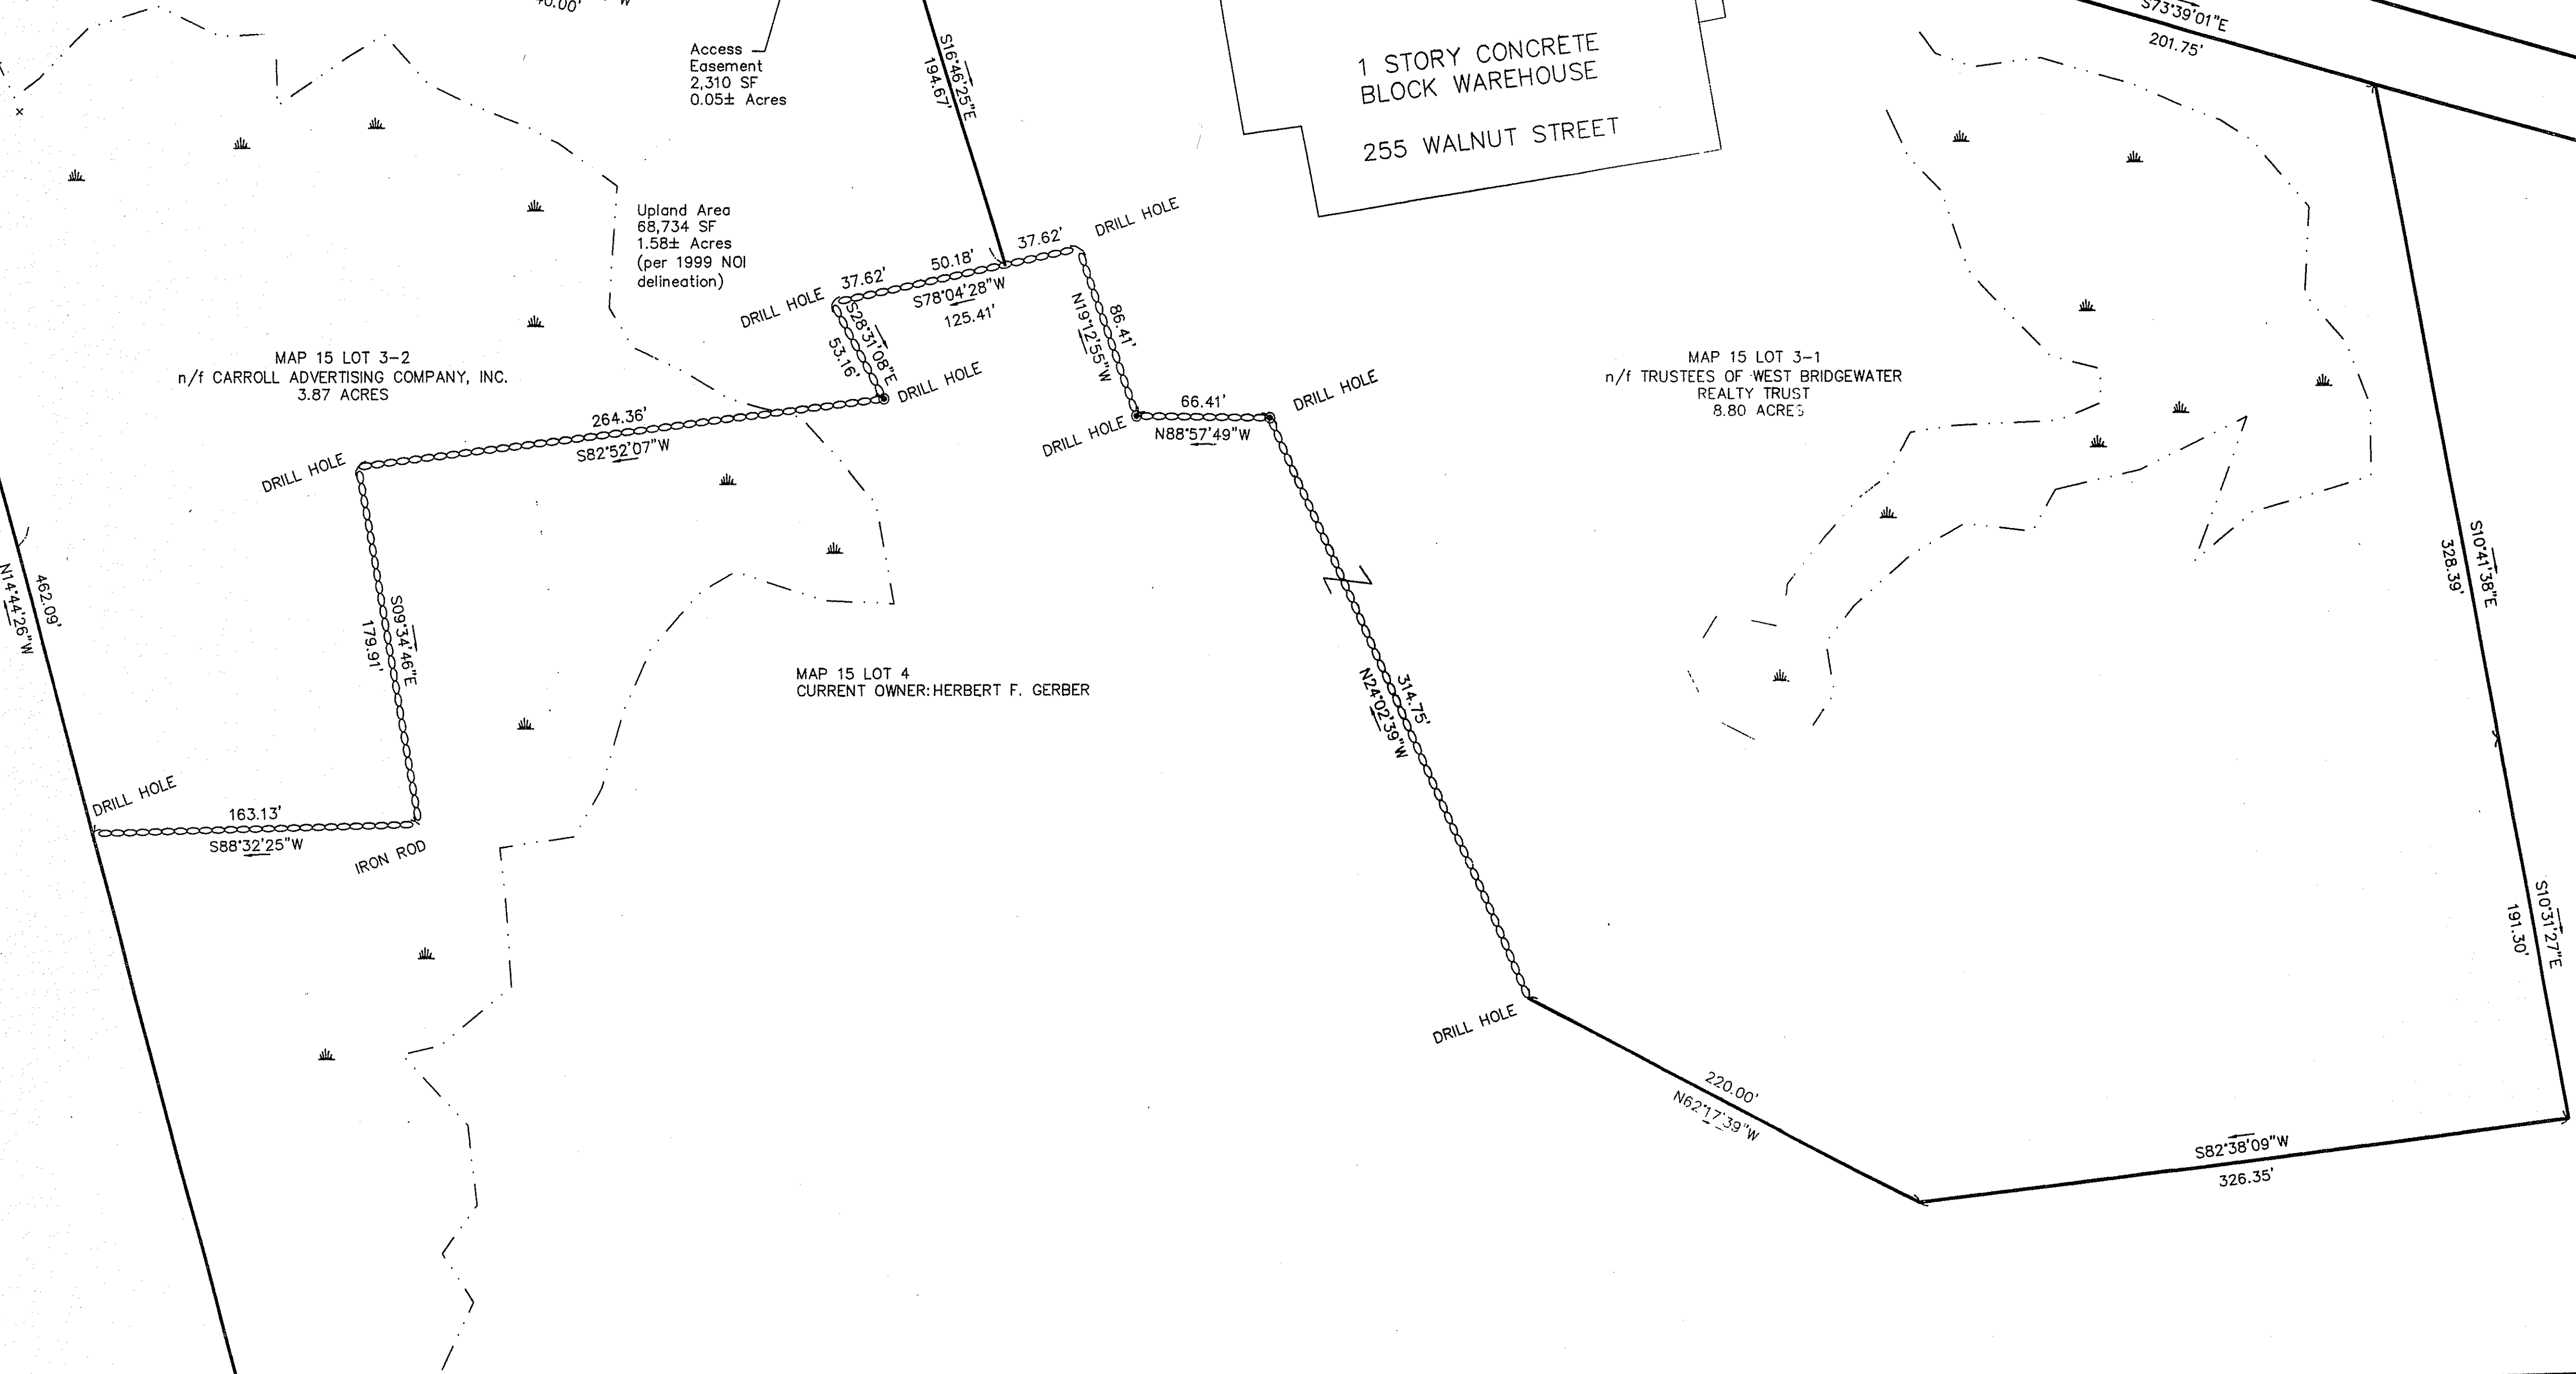 40.00'
W
Access
Easement
2,310 SF
0.05± Acres
S16°46'25"E
194.67'
1 STORY CONCRETE
BLOCK WAREHOUSE
255 WALNUT STREET
S73°39'01"E
201.75'
Upland Area
68,734 SF
1.58± Acres
(per 1999 NOI
delineation)
DRILL HOLE
37.62'
50.18'
37.62'
DRILL HOLE
S78°04'28"W
125.41'
S28°31'08"E
53.16'
DRILL HOLE
86.41'
N19°12'55"W
MAP 15 LOT 3-2
n/f CARROLL ADVERTISING COMPANY, INC.
3.87 ACRES
MAP 15 LOT 3-1
n/f TRUSTEES OF WEST BRIDGEWATER
REALTY TRUST
8.80 ACRES
264.36'
S82°52'07"W
DRILL HOLE
66.41'
N88°57'49"W
DRILL HOLE
DRILL HOLE
462.09'
N14°44'26"W
S09°34'46"E
179.91'
S10°41'38"E
328.39'
MAP 15 LOT 4
CURRENT OWNER: HERBERT F. GERBER
314.75'
N24°02'39"W
DRILL HOLE
163.13'
S88°32'25"W
IRON ROD
S10°31'27"E
191.30'
DRILL HOLE
220.00'
N62°17'39"W
S82°38'09"W
326.35'